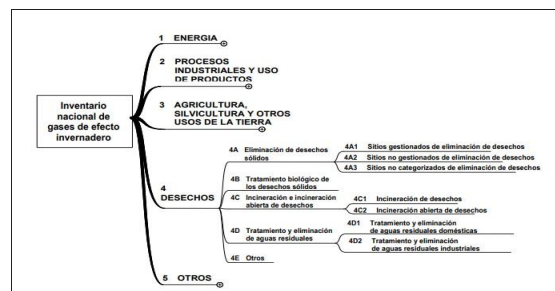 Inventario
nacional de
gases de efecto
invernadero
1 ENERGIA
2 PROCESOS
INDUSTRIALES Y USO
DE PRODUCTOS
3 AGRICULTURA,
SILVICULTURA Y OTROS
USOS DE LA TIERRA
4
DESECHOS
4A Eliminación de desechos
sólidos
4A1 Sitios gestionados de eliminación de desechos
4A2 Sitios no gestionados de eliminación de desechos
4A3 Sitios no categorizados de eliminación de desechos
4B Tratamiento biológico de
los desechos sólidos
4C Incineración e incineración
abierta de desechos
4C1 Incineración de desechos
4C2 Incineración abierta de desechos
4D Tratamiento y eliminación
de aguas residuales
4D1 Tratamiento y eliminación
de aguas residuales domésticas
4D2 Tratamiento y eliminación
de aguas residuales industriales
4E Otros
5 OTROS